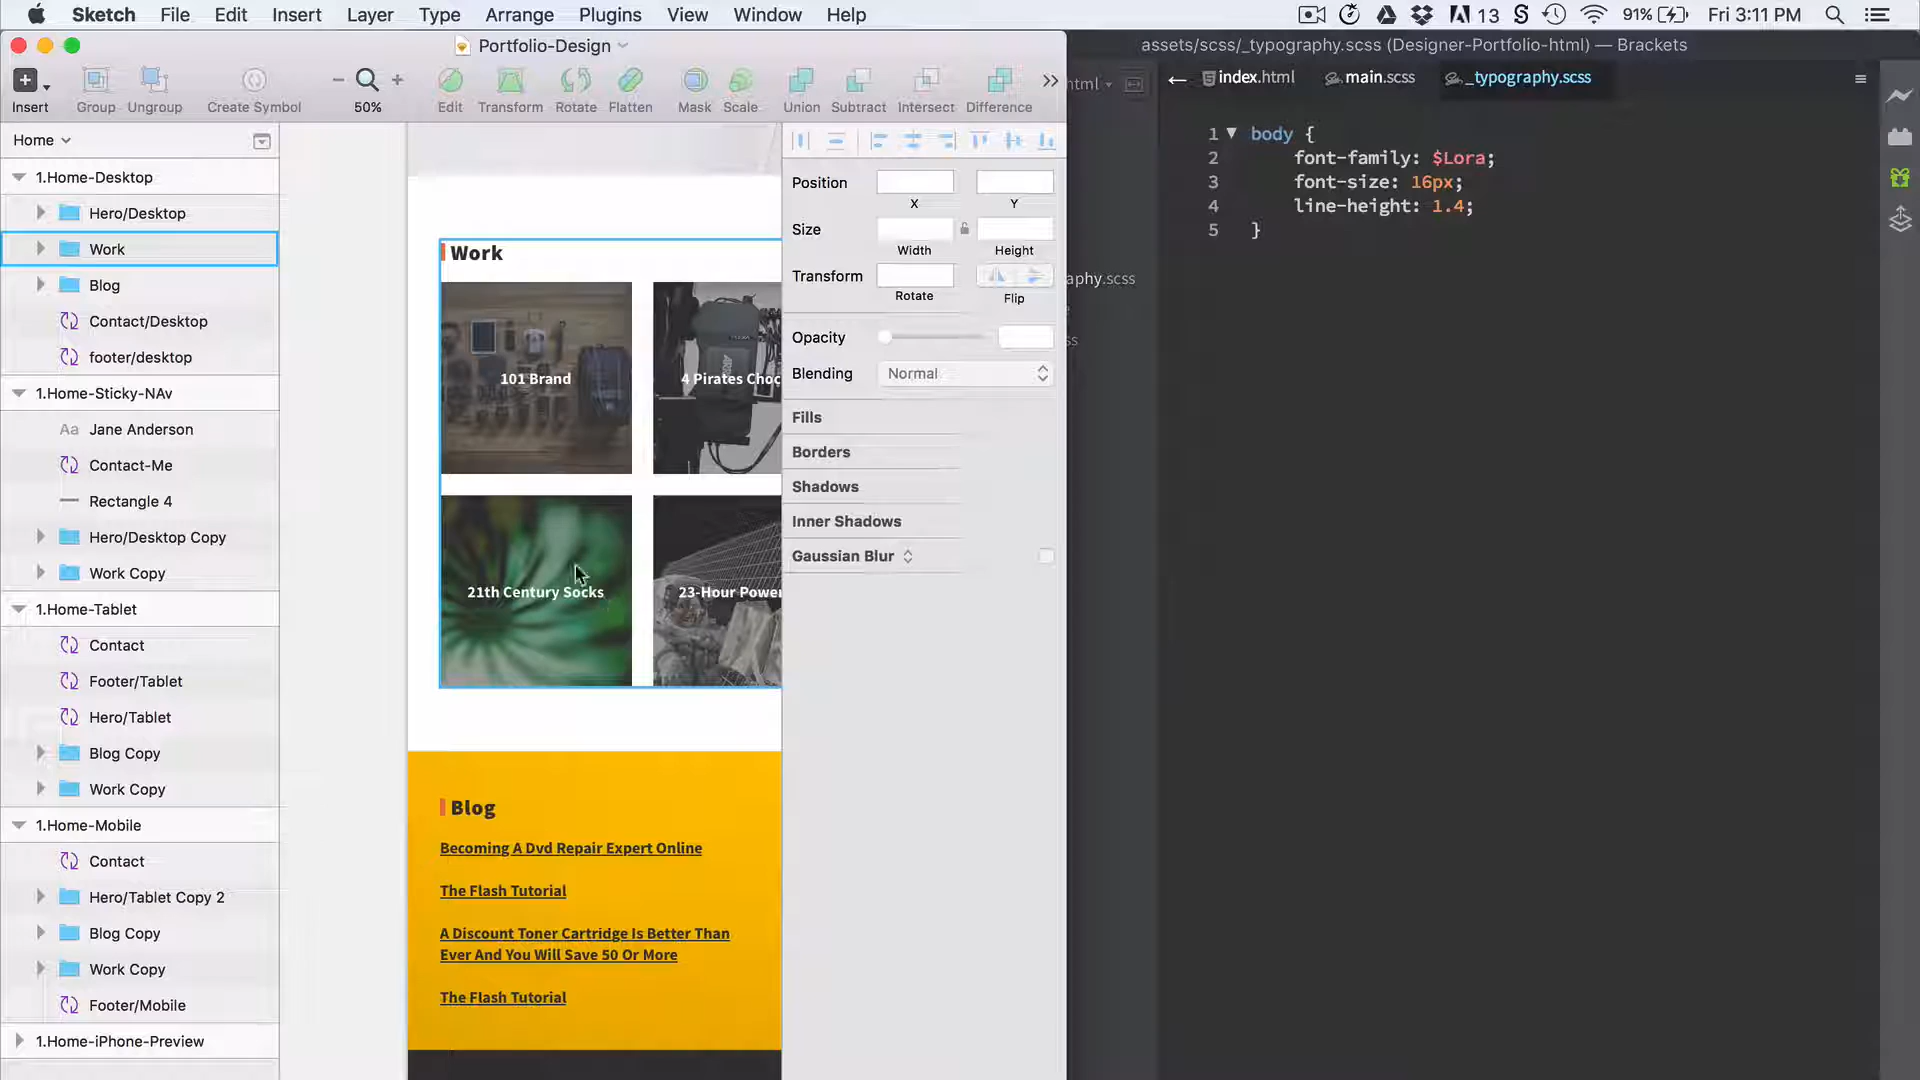 Sketch File Edit Insert Layer Type Arrange Plugins View Window Help
13 91% Fri 3:11 PM
Portfolio-Design
Insert Group Ungroup Create Symbol 50% Edit Transform Rotate Flatten Mask Scale Union Subtract Intersect Difference
Home
1.Home-Desktop
Hero/Desktop
Work
Blog
Contact/Desktop
footer/desktop
1.Home-Sticky-NAv
Aa Jane Anderson
Contact-Me
Rectangle 4
Hero/Desktop Copy
Work Copy
1.Home-Tablet
Contact
Footer/Tablet
Hero/Tablet
Blog Copy
Work Copy
1.Home-Mobile
Contact
Hero/Tablet Copy 2
Blog Copy
Work Copy
Footer/Mobile
1.Home-iPhone-Preview
Work
101 Brand
4 Pirates Choc
21th Century Socks
23-Hour Power
Blog
Becoming A Dvd Repair Expert Online
The Flash Tutorial
A Discount Toner Cartridge Is Better Than
Ever And You Will Save 50 Or More
The Flash Tutorial
Position
X Y
Size
Width Height
Transform
Rotate Flip
Opacity
Blending Normal
Fills
Borders
Shadows
Inner Shadows
Gaussian Blur
assets/scss/_typography.scss (Designer-Portfolio-html) — Brackets
html
aphy.scss
ss
index.html main.scss _typography.scss
1 body {
2 font-family: $Lora;
3 font-size: 16px;
4 line-height: 1.4;
5 }